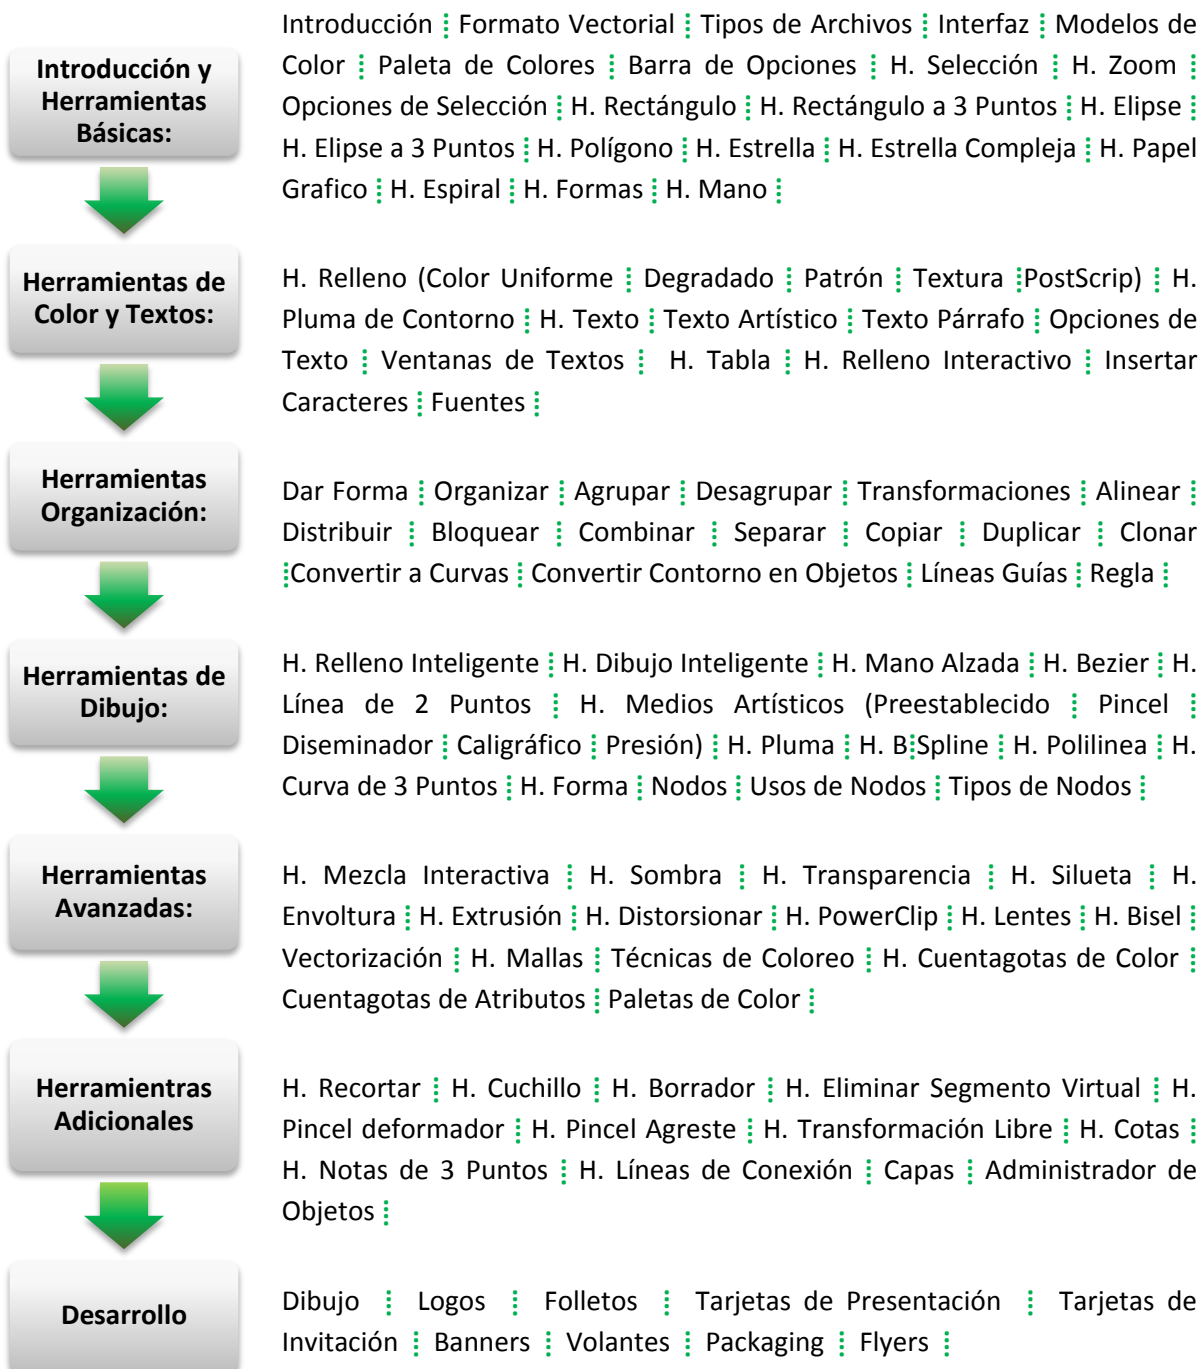 Introducción y
Herramientas
Básicas:
Introducción ⁞ Formato Vectorial ⁞ Tipos de Archivos ⁞ Interfaz ⁞ Modelos de
Color ⁞ Paleta de Colores ⁞ Barra de Opciones ⁞ H. Selección ⁞ H. Zoom ⁞
Opciones de Selección ⁞ H. Rectángulo ⁞ H. Rectángulo a 3 Puntos ⁞ H. Elipse ⁞
H. Elipse a 3 Puntos ⁞ H. Polígono ⁞ H. Estrella ⁞ H. Estrella Compleja ⁞ H. Papel
Grafico ⁞ H. Espiral ⁞ H. Formas ⁞ H. Mano ⁞
Herramientas de
Color y Textos:
H. Relleno (Color Uniforme ⁞ Degradado ⁞ Patrón ⁞ Textura ⁞PostScrip) ⁞ H.
Pluma de Contorno ⁞ H. Texto ⁞ Texto Artístico ⁞ Texto Párrafo ⁞ Opciones de
Texto ⁞ Ventanas de Textos ⁞ H. Tabla ⁞ H. Relleno Interactivo ⁞ Insertar
Caracteres ⁞ Fuentes ⁞
Herramientas
Organización:
Dar Forma ⁞ Organizar ⁞ Agrupar ⁞ Desagrupar ⁞ Transformaciones ⁞ Alinear ⁞
Distribuir ⁞ Bloquear ⁞ Combinar ⁞ Separar ⁞ Copiar ⁞ Duplicar ⁞ Clonar
⁞Convertir a Curvas ⁞ Convertir Contorno en Objetos ⁞ Líneas Guías ⁞ Regla ⁞
Herramientas de
Dibujo:
H. Relleno Inteligente ⁞ H. Dibujo Inteligente ⁞ H. Mano Alzada ⁞ H. Bezier ⁞ H.
Línea de 2 Puntos ⁞ H. Medios Artísticos (Preestablecido ⁞ Pincel ⁞
Diseminador ⁞ Caligráfico ⁞ Presión) ⁞ H. Pluma ⁞ H. B⁞Spline ⁞ H. Polilinea ⁞ H.
Curva de 3 Puntos ⁞ H. Forma ⁞ Nodos ⁞ Usos de Nodos ⁞ Tipos de Nodos ⁞
Herramientas
Avanzadas:
H. Mezcla Interactiva ⁞ H. Sombra ⁞ H. Transparencia ⁞ H. Silueta ⁞ H.
Envoltura ⁞ H. Extrusión ⁞ H. Distorsionar ⁞ H. PowerClip ⁞ H. Lentes ⁞ H. Bisel ⁞
Vectorización ⁞ H. Mallas ⁞ Técnicas de Coloreo ⁞ H. Cuentagotas de Color ⁞
Cuentagotas de Atributos ⁞ Paletas de Color ⁞
Herramientras
Adicionales
H. Recortar ⁞ H. Cuchillo ⁞ H. Borrador ⁞ H. Eliminar Segmento Virtual ⁞ H.
Pincel deformador ⁞ H. Pincel Agreste ⁞ H. Transformación Libre ⁞ H. Cotas ⁞
H. Notas de 3 Puntos ⁞ H. Líneas de Conexión ⁞ Capas ⁞ Administrador de
Objetos ⁞
Desarrollo
Dibujo ⁞ Logos ⁞ Folletos ⁞ Tarjetas de Presentación ⁞ Tarjetas de
Invitación ⁞ Banners ⁞ Volantes ⁞ Packaging ⁞ Flyers ⁞